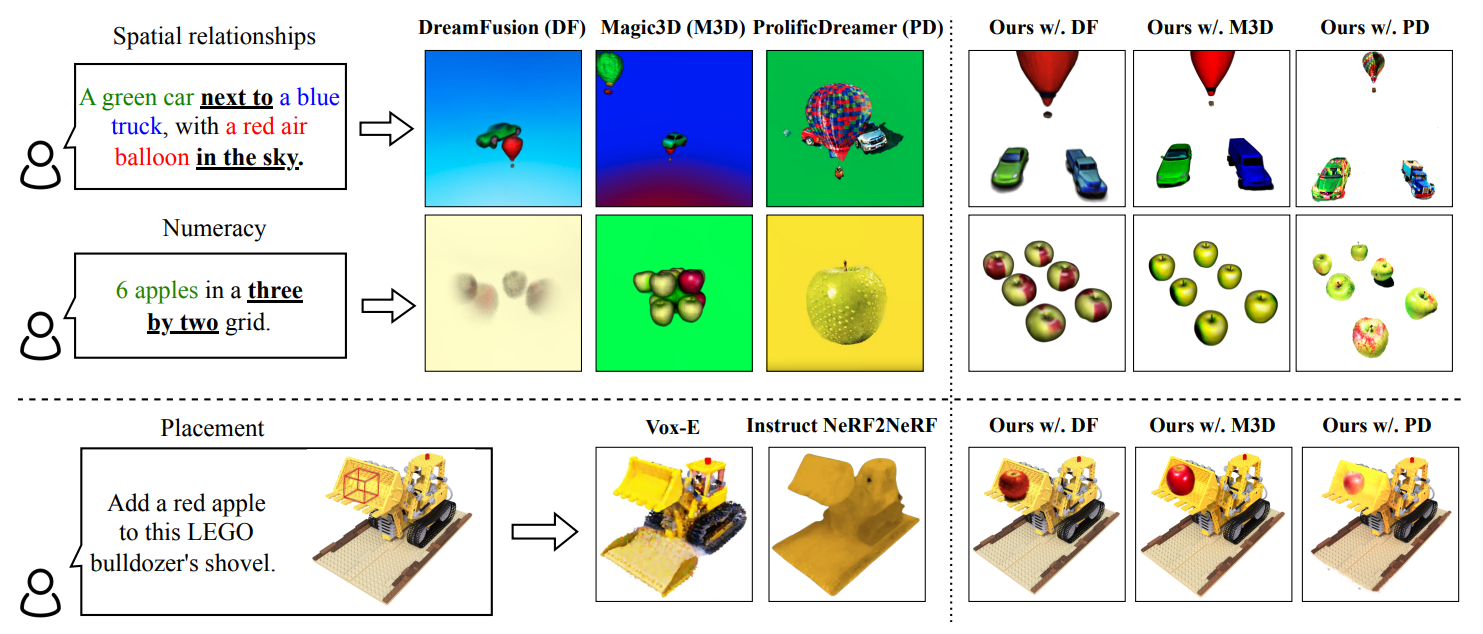 Spatial relationships
DreamFusion (DF)
Magic3D (M3D)
ProlificDreamer (PD)
Ours w/. DF
Ours w/. M3D
Ours w/. PD
A green car next to a blue
truck, with a red air
balloon in the sky.
Numeracy
6 apples in a three
by two grid.
Placement
Vox-E
Instruct NeRF2NeRF
Ours w/. DF
Ours w/. M3D
Ours w/. PD
Add a red apple
to this LEGO
bulldozer's shovel.